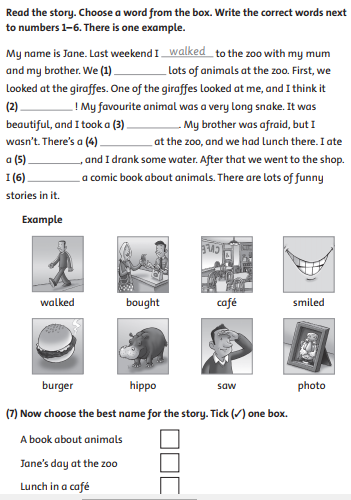 Read the story. Choose a word from the box. Write the correct words next
to numbers 1–6. There is one example.
My name is Jane. Last weekend I walked to the zoo with my mum
and my brother. We (1) __________ lots of animals at the zoo. First, we
looked at the giraffes. One of the giraffes looked at me, and I think it
(2) __________ ! My favourite animal was a very long snake. It was
beautiful, and I took a (3) __________. My brother was afraid, but I
wasn't. There's a (4) __________ at the zoo, and we had lunch there. I ate
a (5) __________, and I drank some water. After that we went to the shop.
I (6) __________ a comic book about animals. There are lots of funny
stories in it.
Example
CAFÉ
walked bought café smiled
burger hippo saw photo
(7) Now choose the best name for the story. Tick (✓) one box.
A book about animals
Jane's day at the zoo
Lunch in a café